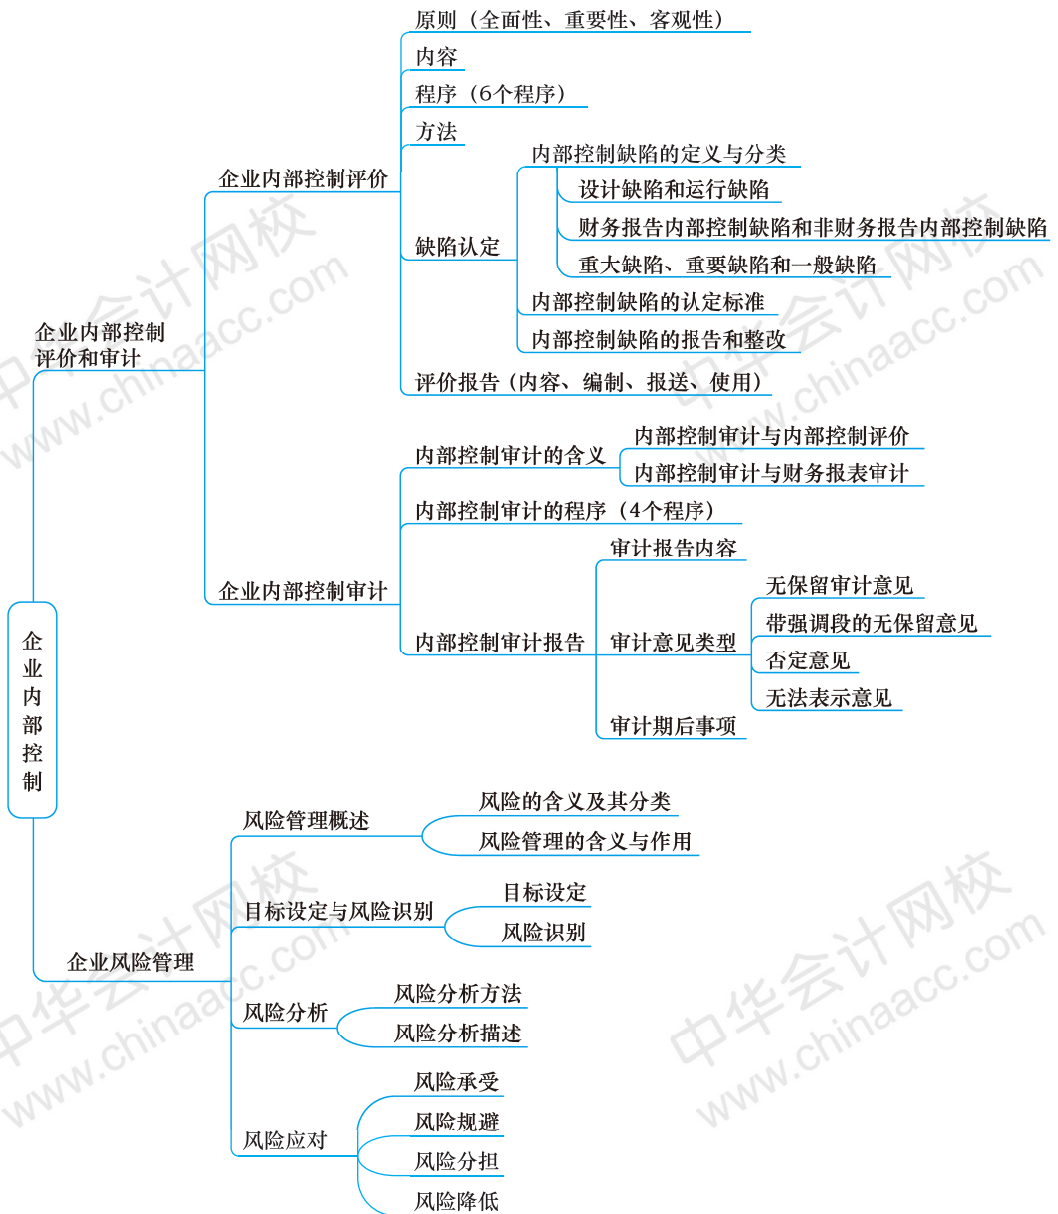 原则（全面性、重要性、客观性）
内容
程序（6个程序）
方法
内部控制缺陷的定义与分类
企业内部控制评价
设计缺陷和运行缺陷
财务报告内部控制缺陷和非财务报告内部控制缺陷
缺陷认定
重大缺陷、重要缺陷和一般缺陷
内部控制缺陷的认定标准
企业内部控制
评价和审计
内部控制缺陷的报告和整改
评价报告（内容、编制、报送、使用）
内部控制审计的含义
内部控制审计与内部控制评价
内部控制审计与财务报表审计
内部控制审计的程序（4个程序）
审计报告内容
企业内部控制审计
无保留审计意见
带强调段的无保留意见
内部控制审计报告
审计意见类型
否定意见
无法表示意见
审计期后事项
企业内部控制
风险管理概述
风险的含义及其分类
风险管理的含义与作用
目标设定与风险识别
目标设定
风险识别
企业风险管理
风险分析
风险分析方法
风险分析描述
风险应对
风险承受
风险规避
风险分担
风险降低
中华会计网校
www.chinaacc.com
中华会计网校
www.chinaacc.com
中华会计网校
www.chinaacc.com
中华会计网校
www.chinaacc.com